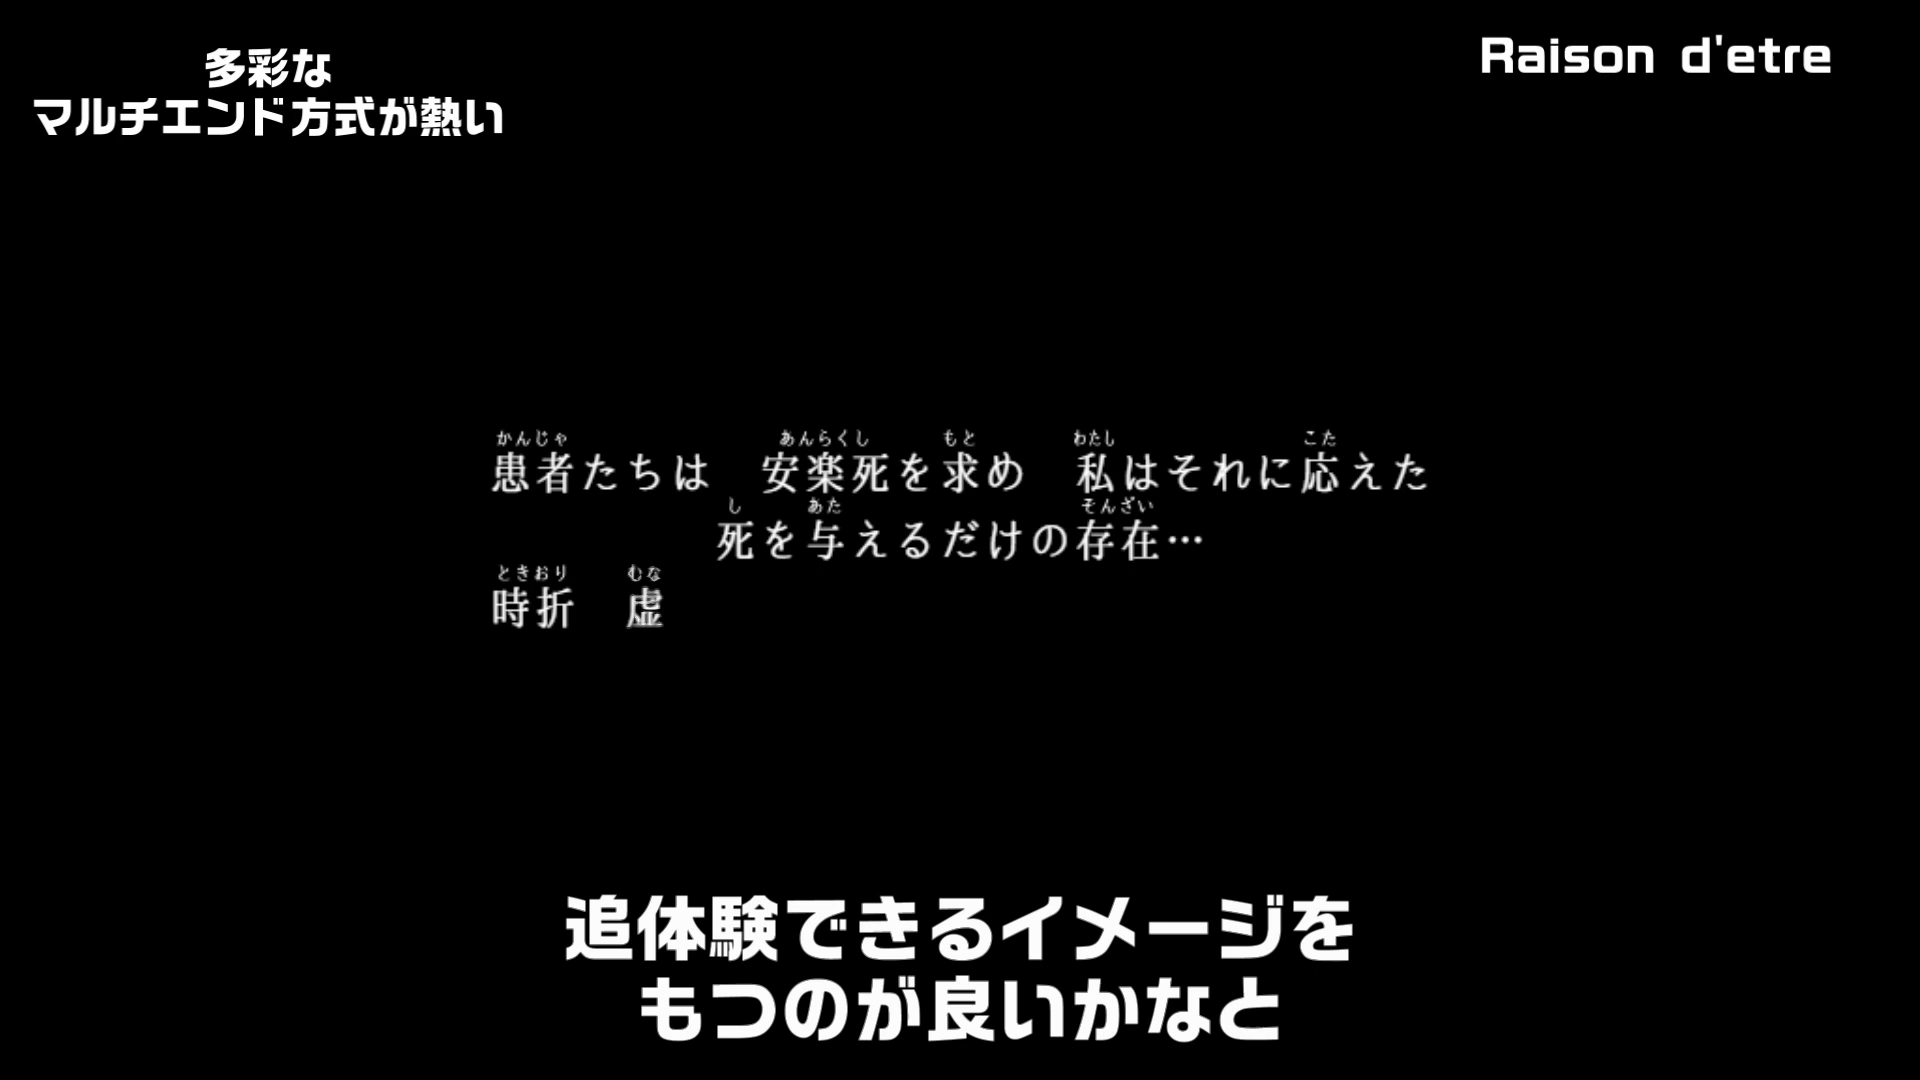 多彩な
マルチエンド方式が熱い
Raison d'etre
かんじゃ あんらくし もと わたし こた
患者たちは　安楽死を求め　私はそれに応えた
し あた そんざい
死を与えるだけの存在…
ときおり むな
時折　虚
追体験できるイメージを
もつのが良いかなと